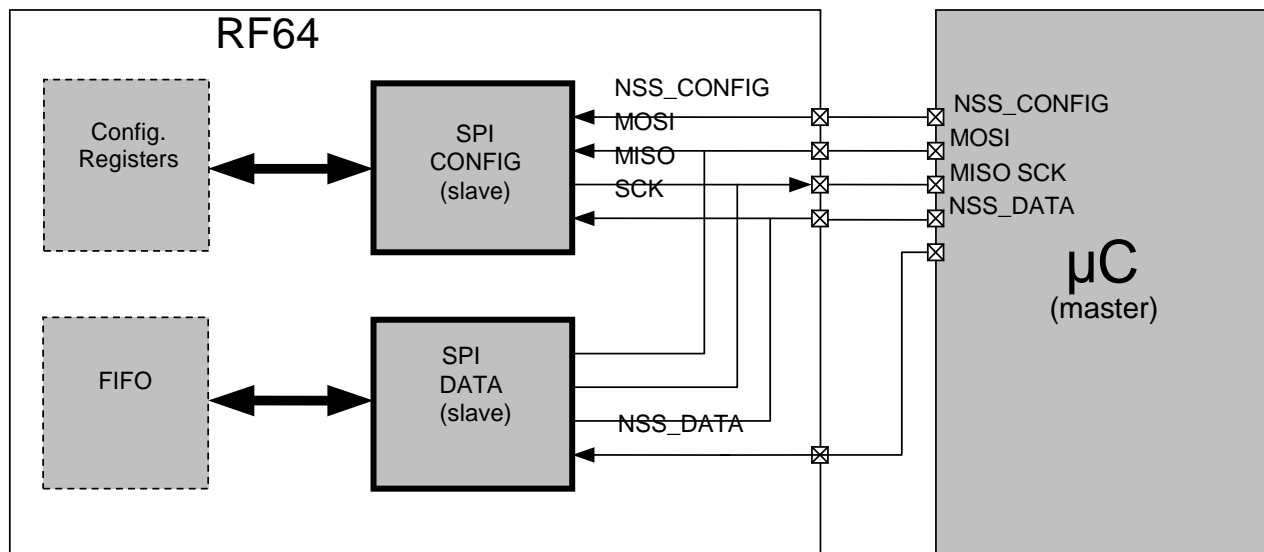 RF64
Config.
Registers
SPI
CONFIG
(slave)
NSS_CONFIG
MOSI
MISO
SCK
NSS_CONFIG
MOSI
MISO SCK
NSS_DATA
µC
(master)
FIFO
SPI
DATA
(slave)
NSS_DATA